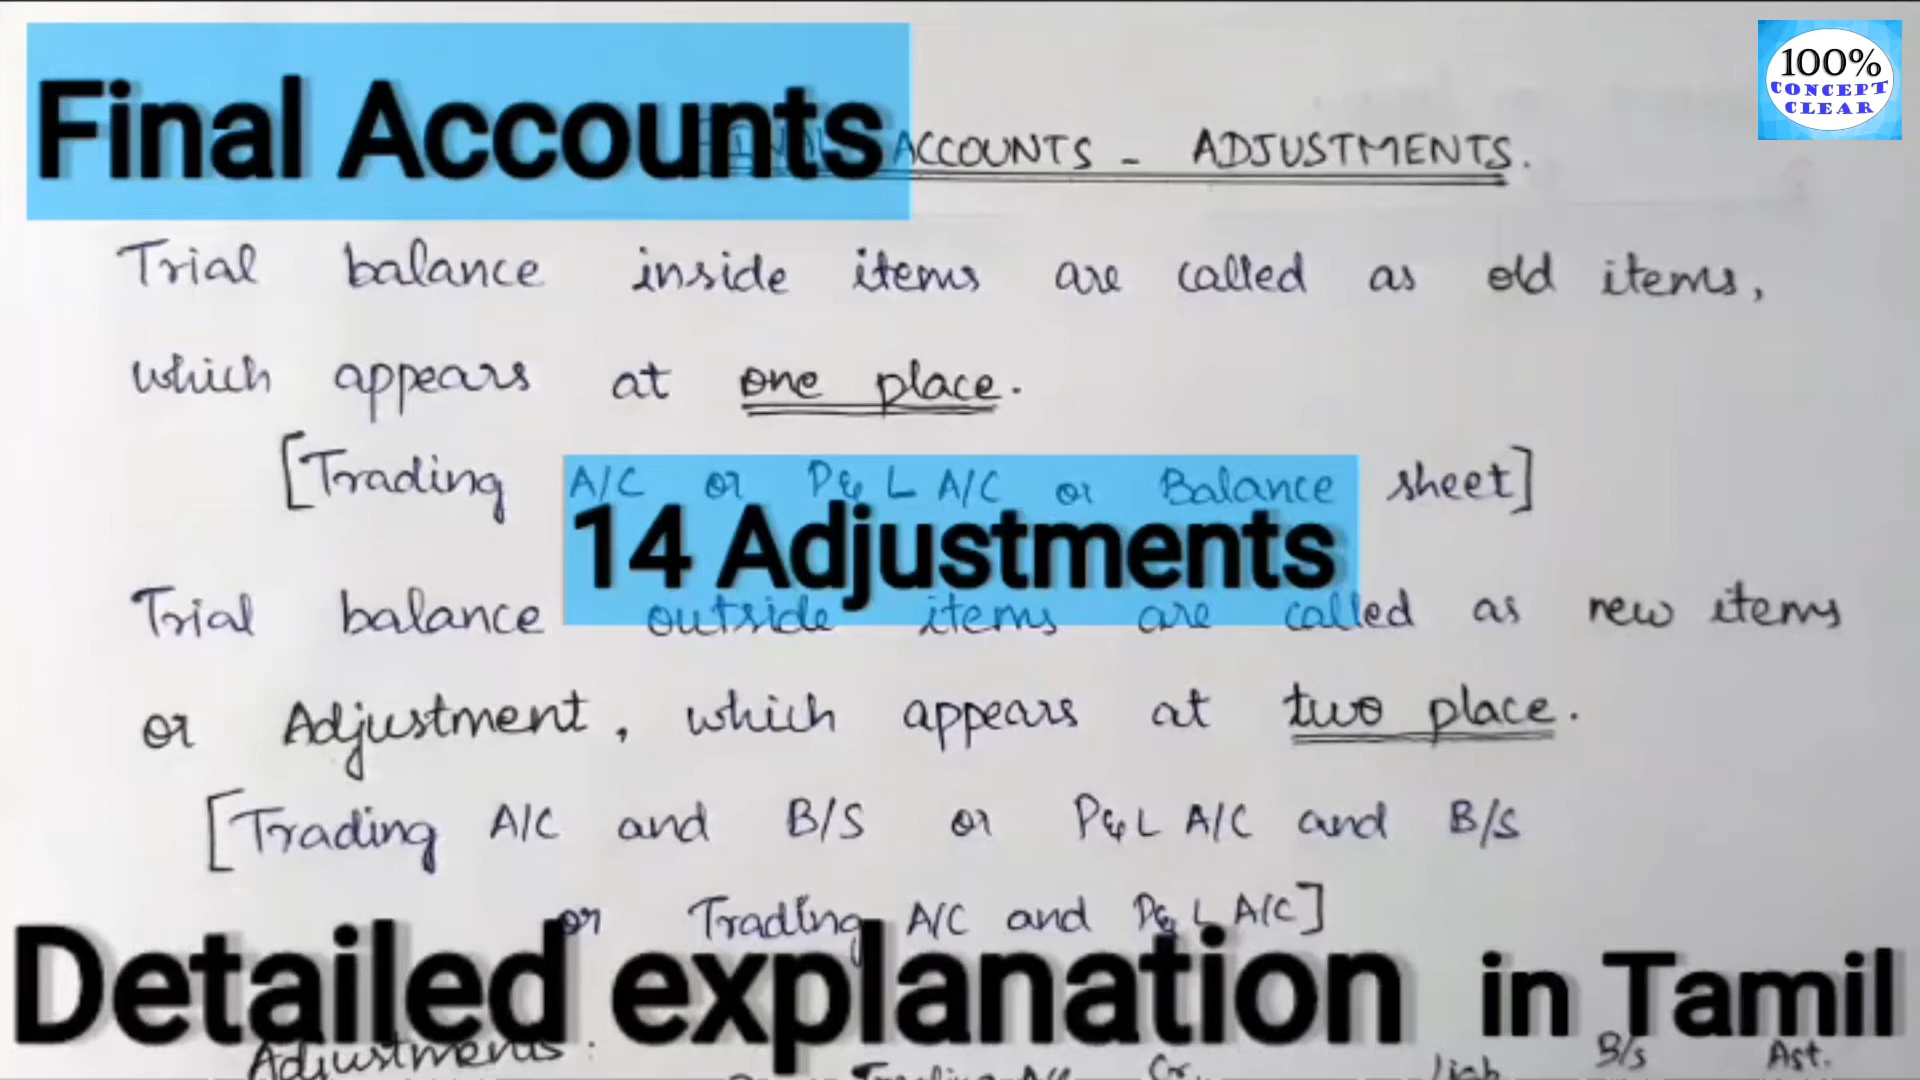 Final Accounts
100%
CONCEPT
CLEAR
ACCOUNTS - ADJUSTMENTS.
Trial balance inside items are called as old items,
which appears at one place.
[Trading A/C or P&L A/C or Balance sheet]
14 Adjustments
Trial balance outside items are called as new items
or Adjustment, which appears at two place.
[Trading A/C and B/S or P&L A/C and B/S
or Trading A/C and P&L A/C]
Detailed explanation in Tamil
Adjustments:
B/s Ast.
Trading A/c Cr. Liab